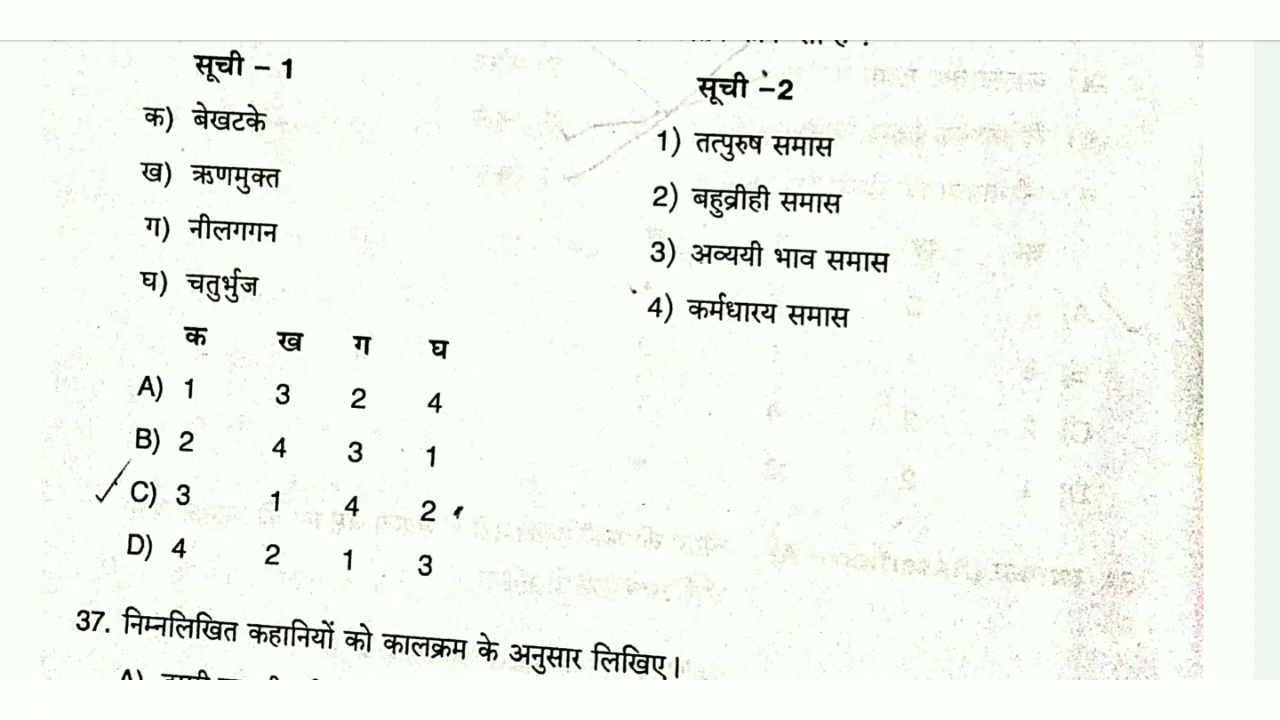 सूची – 1
सूची –2
क) बेखटके
1) तत्पुरुष समास
ख) ऋणमुक्त
2) बहुव्रीही समास
ग) नीलगगन
3) अव्ययी भाव समास
घ) चतुर्भुज
4) कर्मधारय समास
क ख ग घ
A) 1 3 2 4
B) 2 4 3 1
C) 3 1 4 2
D) 4 2 1 3
37. निम्नलिखित कहानियों को कालक्रम के अनुसार लिखिए।